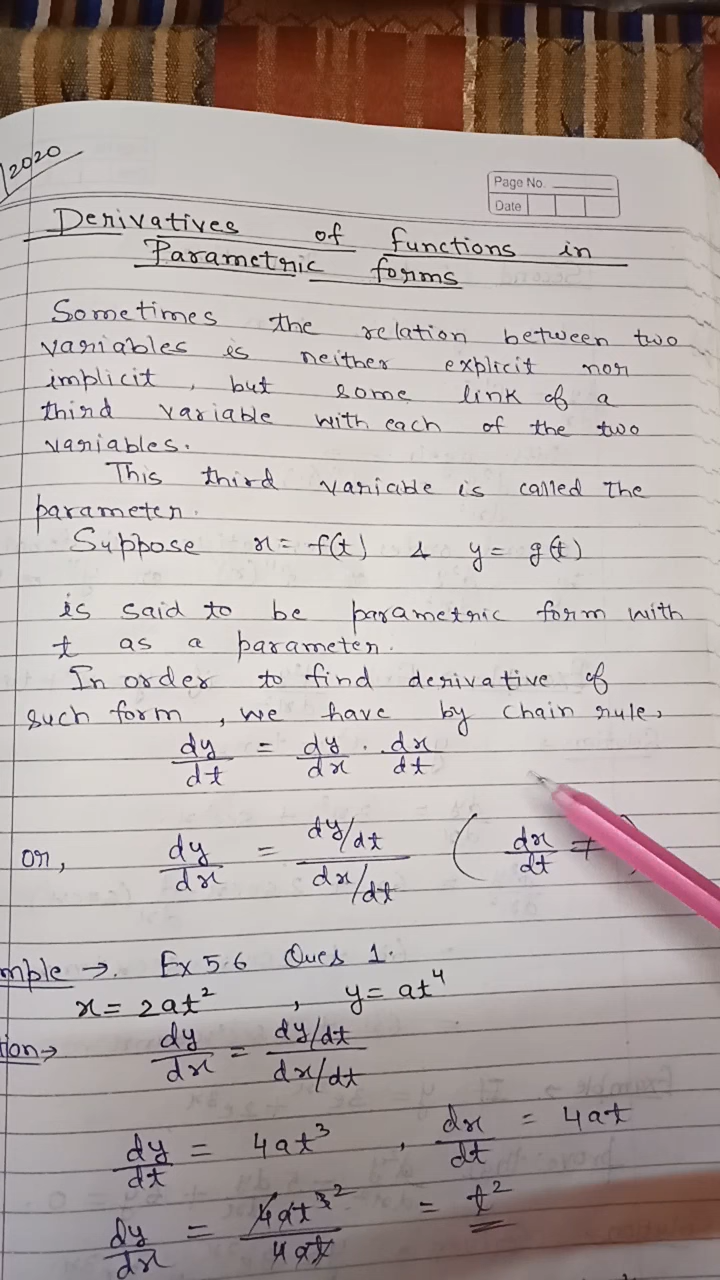 /2020
Page No.
Date
Derivatives of functions in
Parametric forms
Sometimes the relation between two
variables is neither explicit nor
implicit, but some link of a
third variable with each of the two
variables.
This third variable is called the
parameter.
Suppose x = f(t) & y = g(t)
is said to be parametric form with
t as a parameter.
In order to find derivative of
such form, we have by chain rule,
dy/dt = dy/dx . dx/dt
or, dy/dx = (dy/dt)/(dx/dt) ( dx/dt ≠ )
mple →. Ex 5.6 Ques 1.
x = 2at² , y = at⁴
tion→ dy/dx = (dy/dt)/(dx/dt)
dy/dt = 4at³ , dx/dt = 4at
dy/dx = 4at³ ²/4at = t²